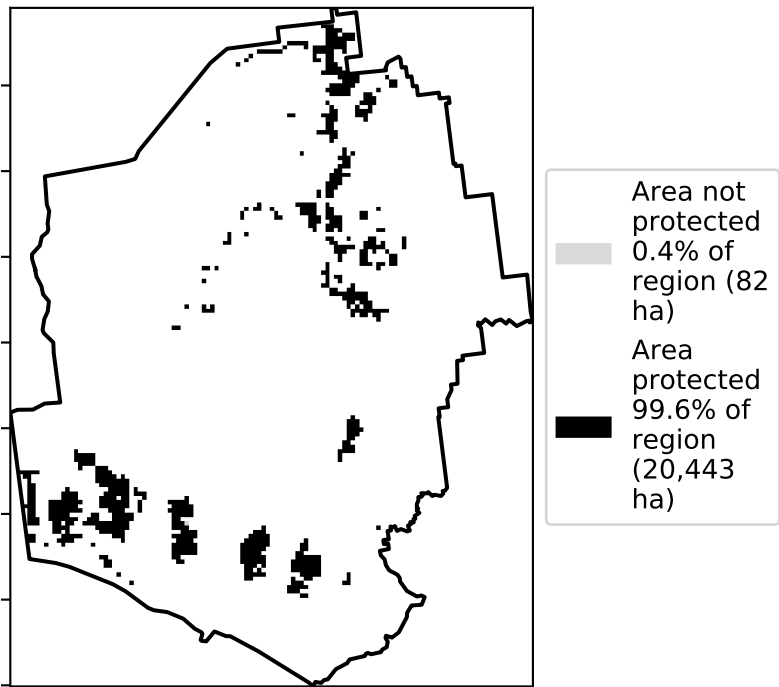 Area not
protected
0.4% of
region (82
ha)
Area
protected
99.6% of
region
(20,443
ha)